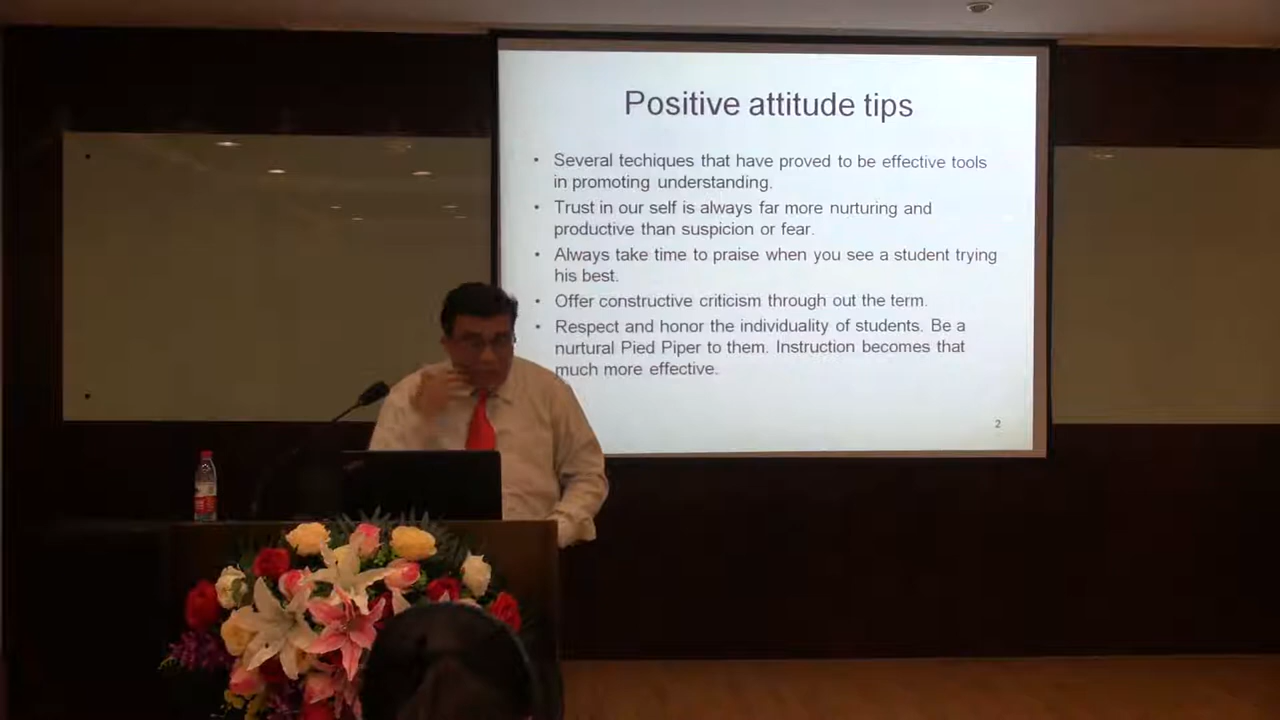 Positive attitude tips
• Several techiques that have proved to be effective tools
in promoting understanding.
• Trust in our self is always far more nurturing and
productive than suspicion or fear.
• Always take time to praise when you see a student trying
his best.
• Offer constructive criticism through out the term.
• Respect and honor the individuality of students. Be a
nurtural Pied Piper to them. Instruction becomes that
much more effective.
2